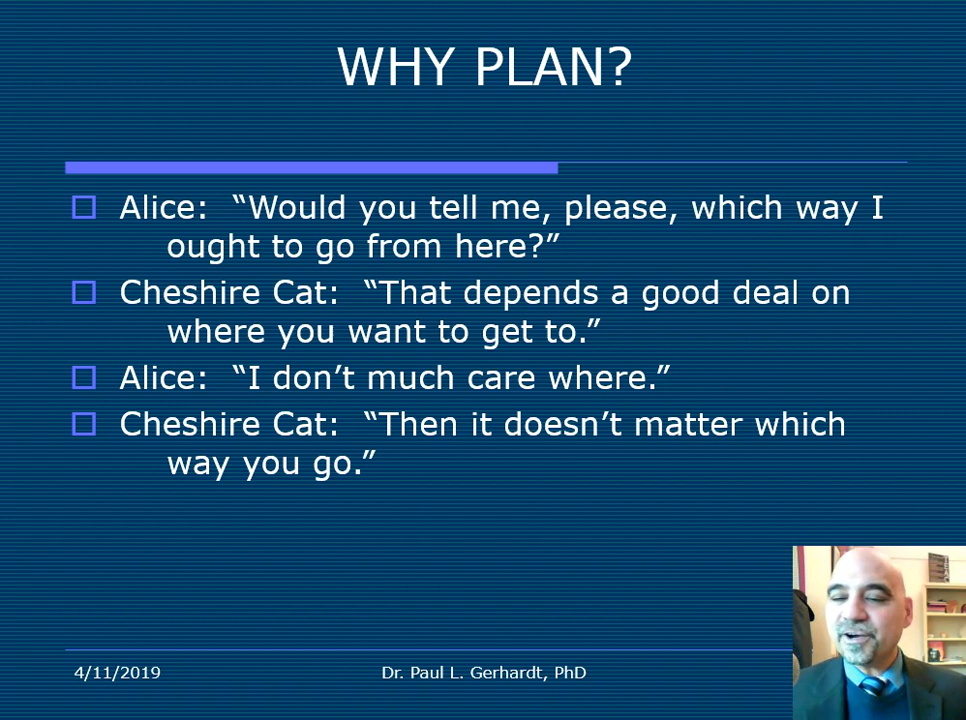 WHY PLAN?
Alice: “Would you tell me, please, which way I
ought to go from here?”
Cheshire Cat: “That depends a good deal on
where you want to get to.”
Alice: “I don’t much care where.”
Cheshire Cat: “Then it doesn’t matter which
way you go.”
4/11/2019
Dr. Paul L. Gerhardt, PhD